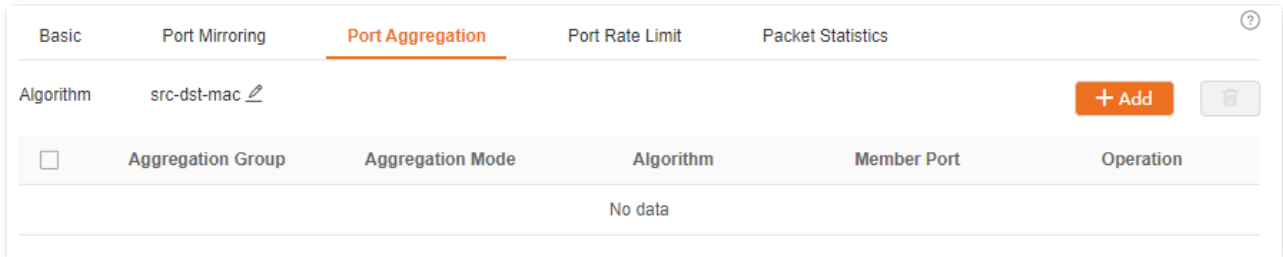 Basic Port Mirroring Port Aggregation Port Rate Limit Packet Statistics ?
Algorithm src-dst-mac + Add
Aggregation Group Aggregation Mode Algorithm Member Port Operation
No data